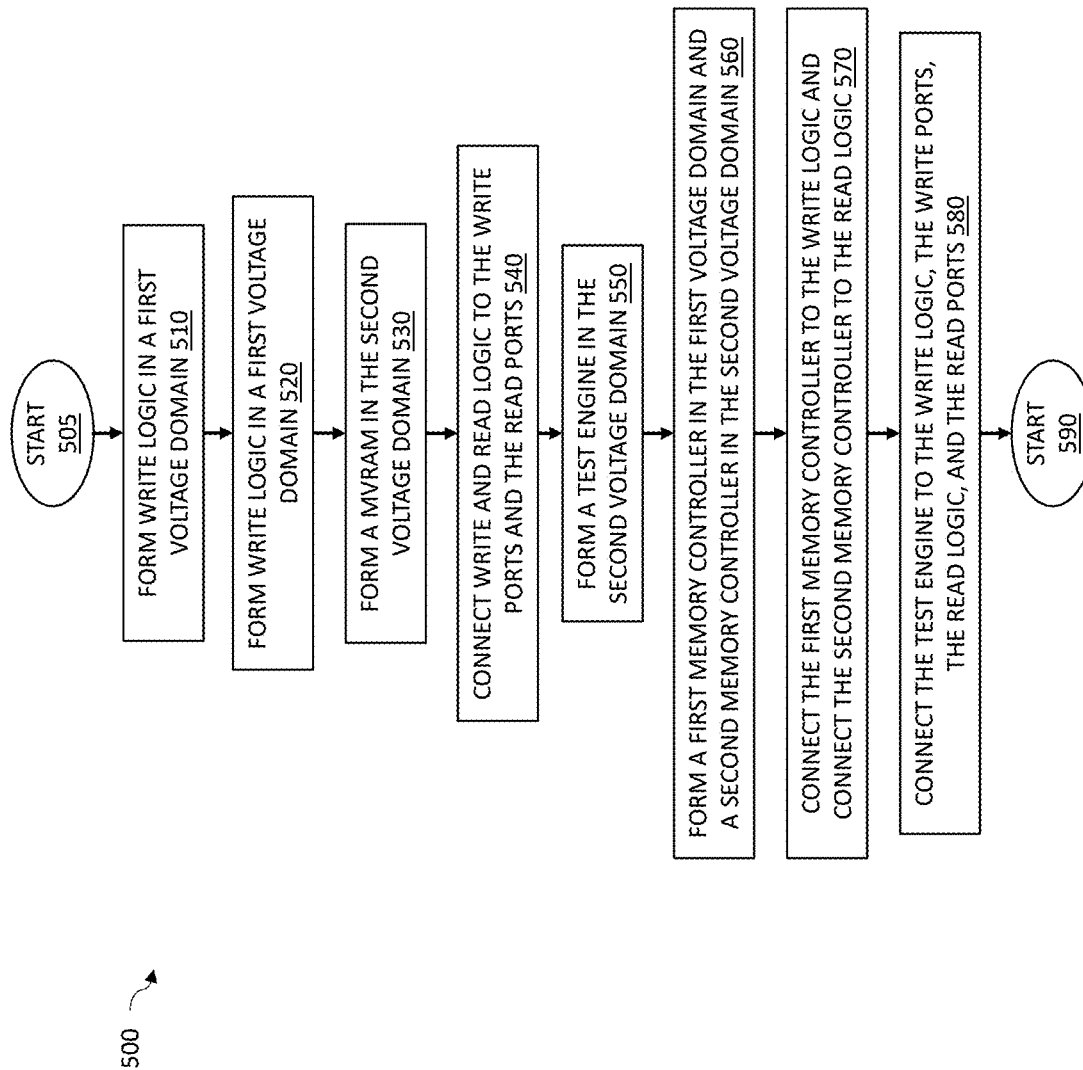 500
START
505
FORM WRITE LOGIC IN A FIRST
VOLTAGE DOMAIN 510
FORM WRITE LOGIC IN A FIRST VOLTAGE
DOMAIN 520
FORM A MVRAM IN THE SECOND
VOLTAGE DOMAIN 530
CONNECT WRITE AND READ LOGIC TO THE WRITE
PORTS AND THE READ PORTS 540
FORM A TEST ENGINE IN THE
SECOND VOLTAGE DOMAIN 550
FORM A FIRST MEMORY CONTROLLER IN THE FIRST VOLTAGE DOMAIN AND
A SECOND MEMORY CONTROLLER IN THE SECOND VOLTAGE DOMAIN 560
CONNECT THE FIRST MEMORY CONTROLLER TO THE WRITE LOGIC AND
CONNECT THE SECOND MEMORY CONTROLLER TO THE READ LOGIC 570
CONNECT THE TEST ENGINE TO THE WRITE LOGIC, THE WRITE PORTS,
THE READ LOGIC, AND THE READ PORTS 580
START
590